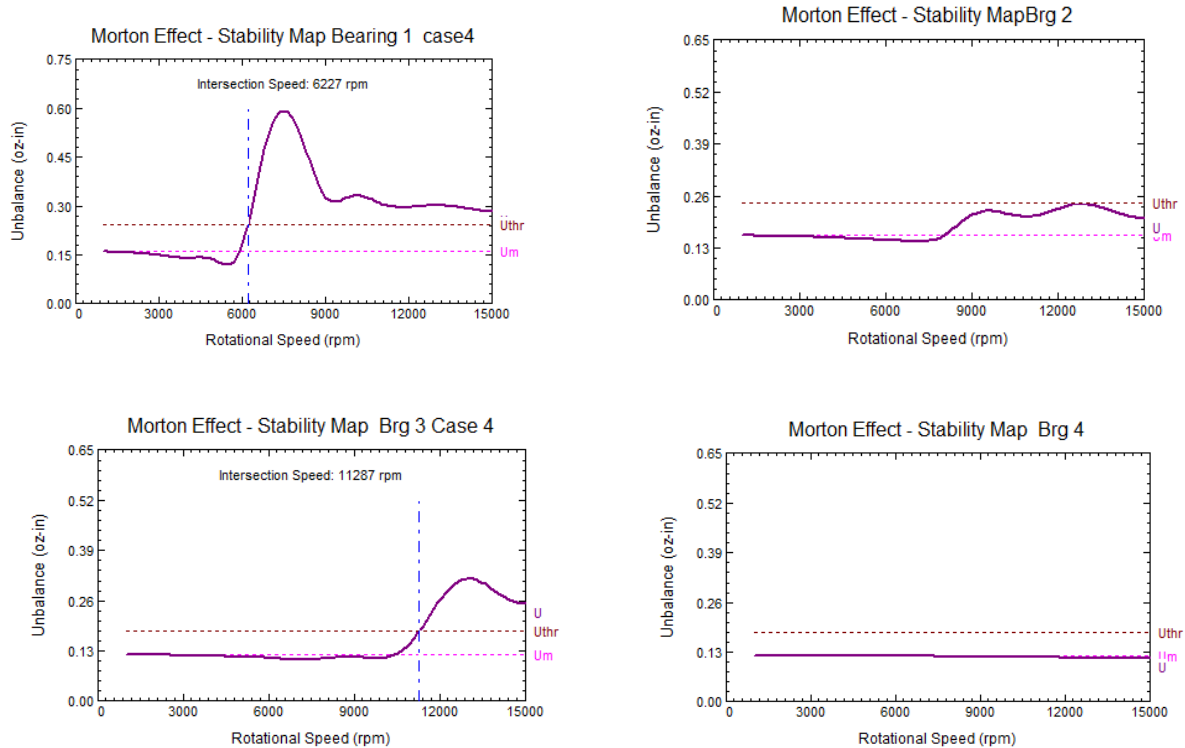 Morton Effect - Stability Map Bearing 1  case4
Intersection Speed: 6227 rpm
Unbalance (oz-in)
0.75
0.60
0.45
0.30
0.15
0.00
Uthr
Um
0 3000 6000 9000 12000 15000
Rotational Speed (rpm)
Morton Effect - Stability MapBrg 2
Unbalance (oz-in)
0.65
0.52
0.39
0.26
0.13
0.00
Uthr
U
0 3000 6000 9000 12000 15000
Rotational Speed (rpm)
Morton Effect - Stability Map  Brg 3 Case 4
Intersection Speed: 11287 rpm
Unbalance (oz-in)
0.65
0.52
0.39
0.26
0.13
0.00
U
Uthr
Um
0 3000 6000 9000 12000 15000
Rotational Speed (rpm)
Morton Effect - Stability Map  Brg 4
Unbalance (oz-in)
0.65
0.52
0.39
0.26
0.13
0.00
Uthr
U
0 3000 6000 9000 12000 15000
Rotational Speed (rpm)